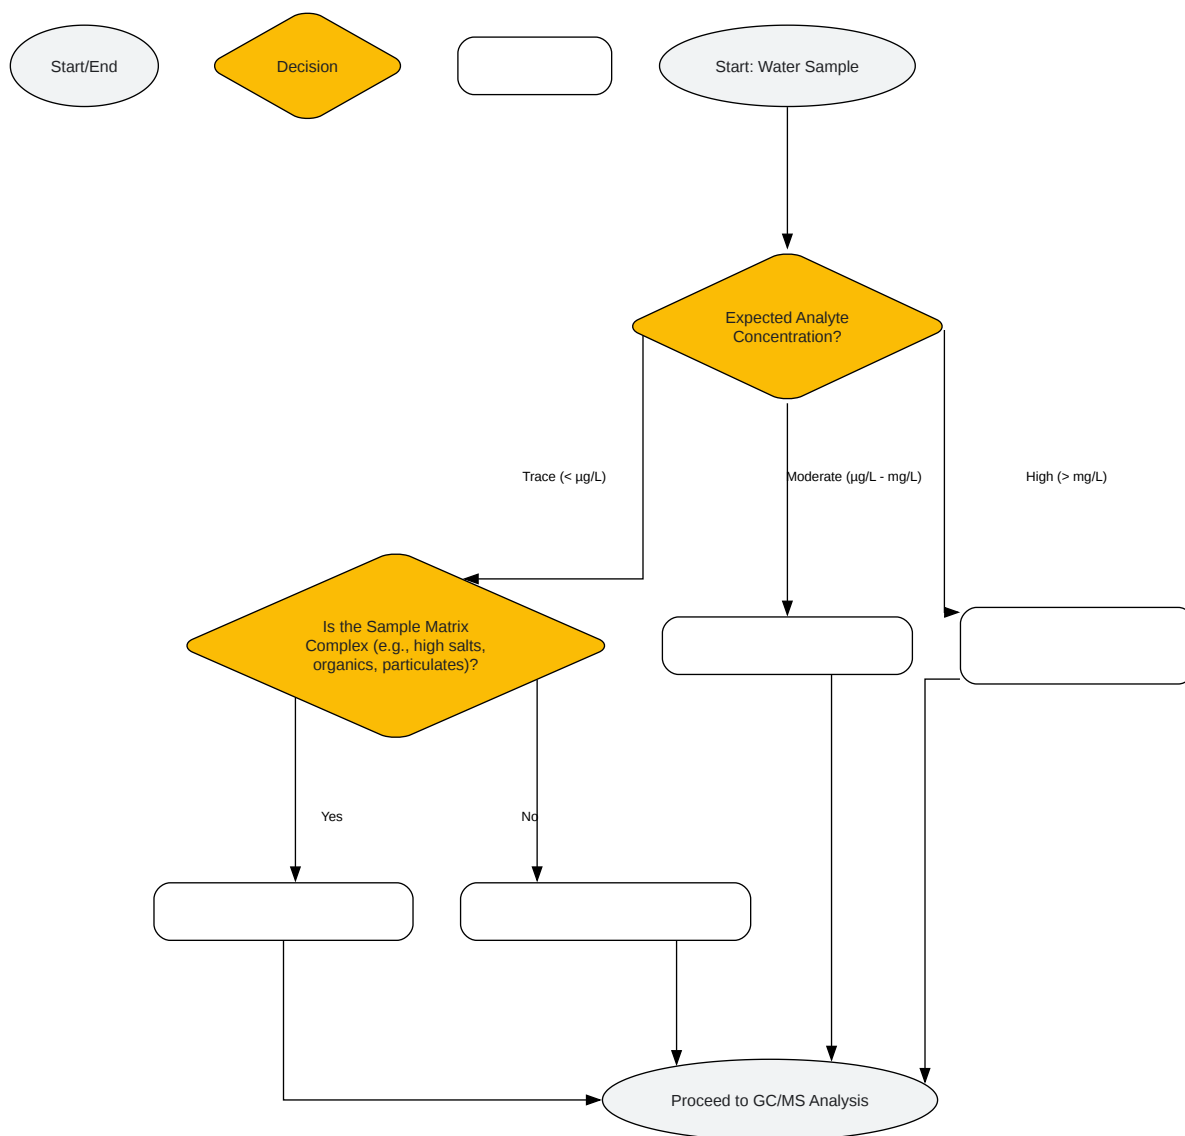 Start/End
Decision
Start: Water Sample
Expected Analyte
Concentration?
Trace (< µg/L)
Moderate (µg/L - mg/L)
High (> mg/L)
Is the Sample Matrix
Complex (e.g., high salts,
organics, particulates)?
Yes
No
Proceed to GC/MS Analysis